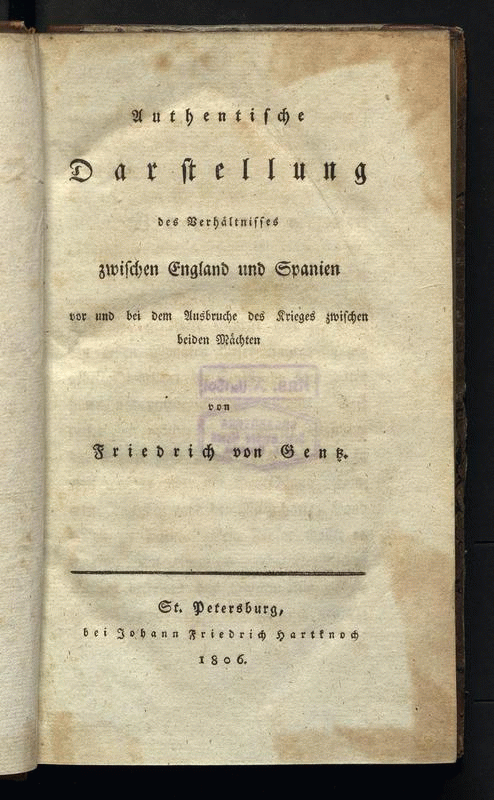 Authentische
Darstellung
des Verhältnisses
zwischen England und Spanien
vor und bei dem Ausbruche des Krieges zwischen
beiden Mächten
von
Friedrich von Gentz.
St. Petersburg,
bei Johann Friedrich Hartknoch
1806.